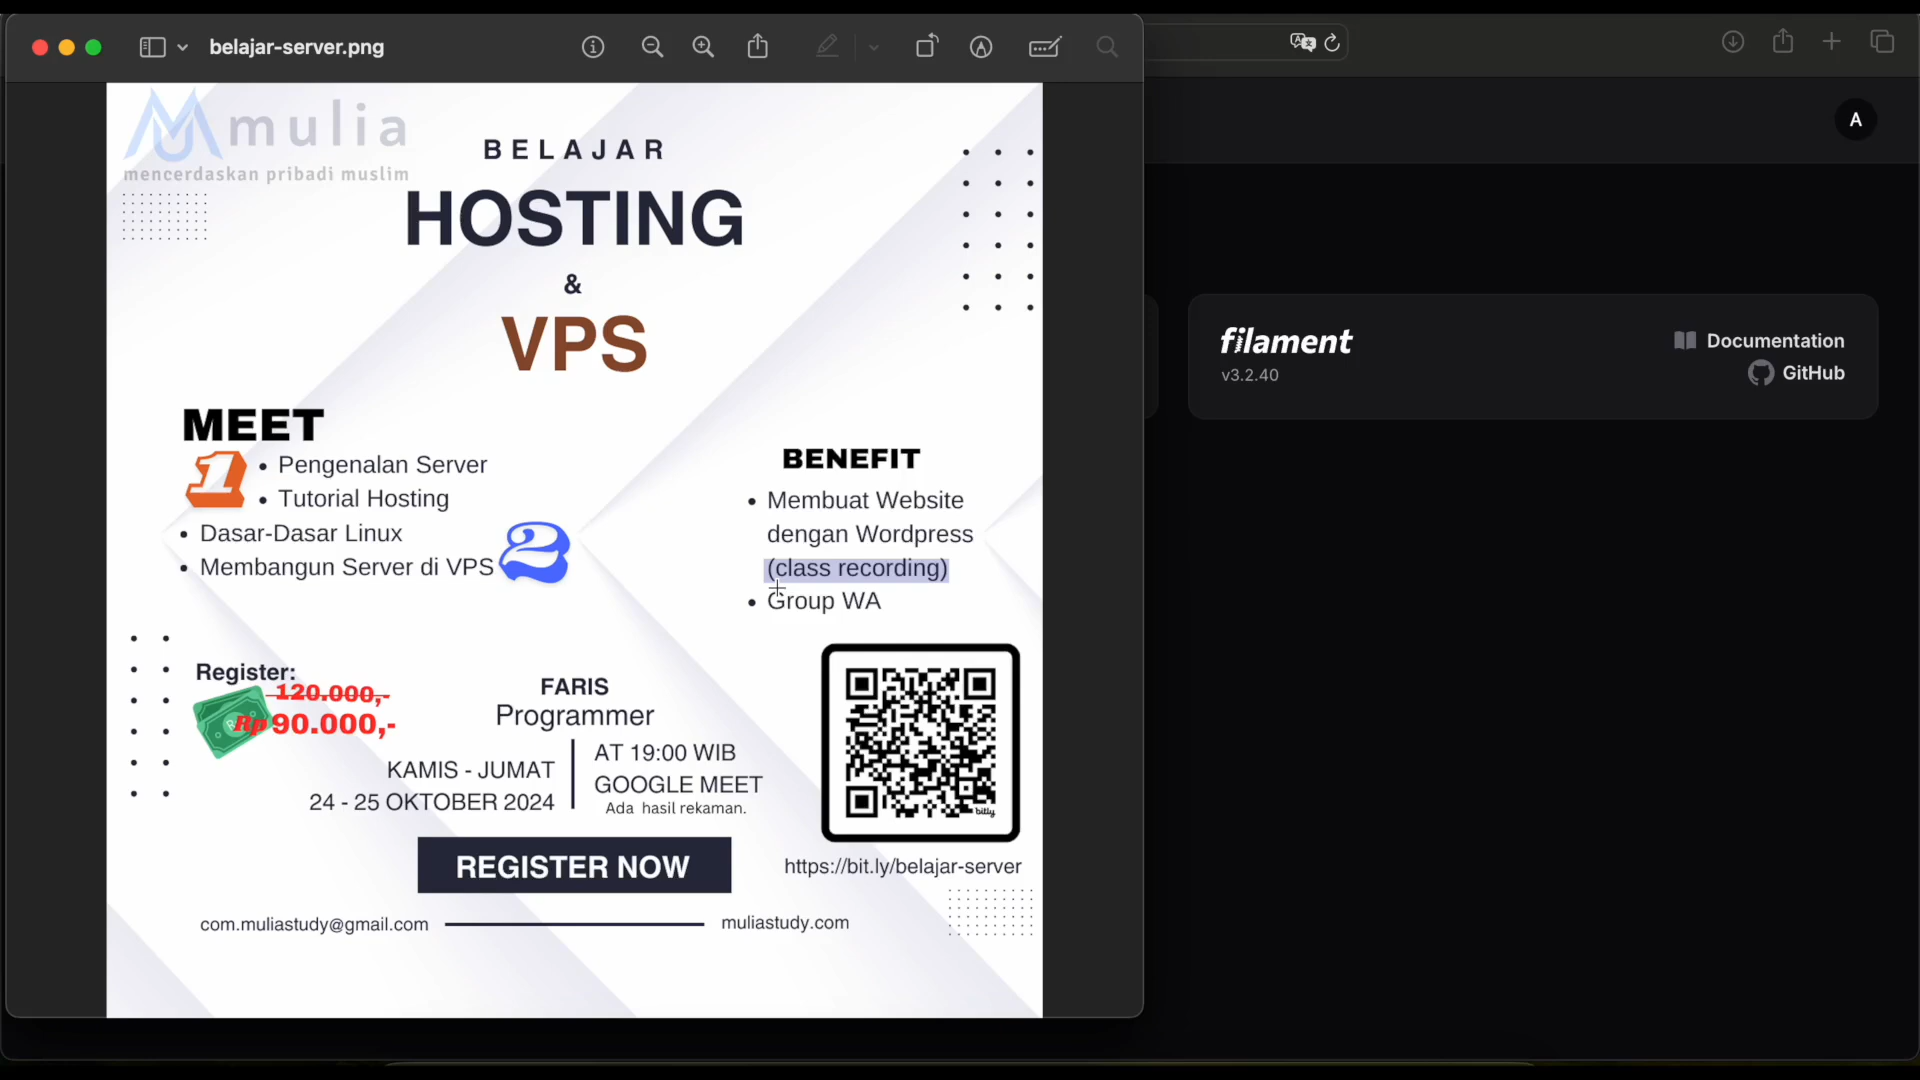 belajar-server.png
A
mulia
mencerdaskan pribadi muslim
BELAJAR
HOSTING
&
VPS
MEET
1
• Pengenalan Server
• Tutorial Hosting
• Dasar-Dasar Linux
• Membangun Server di VPS
2
BENEFIT
• Membuat Website
dengan Wordpress
(class recording)
• Group WA
Register:
120.000,-
Rp 90.000,-
FARIS
Programmer
KAMIS - JUMAT
24 - 25 OKTOBER 2024
AT 19:00 WIB
GOOGLE MEET
Ada hasil rekaman.
bitly
REGISTER NOW
https://bit.ly/belajar-server
com.muliastudy@gmail.com
muliastudy.com
filament
v3.2.40
Documentation
GitHub